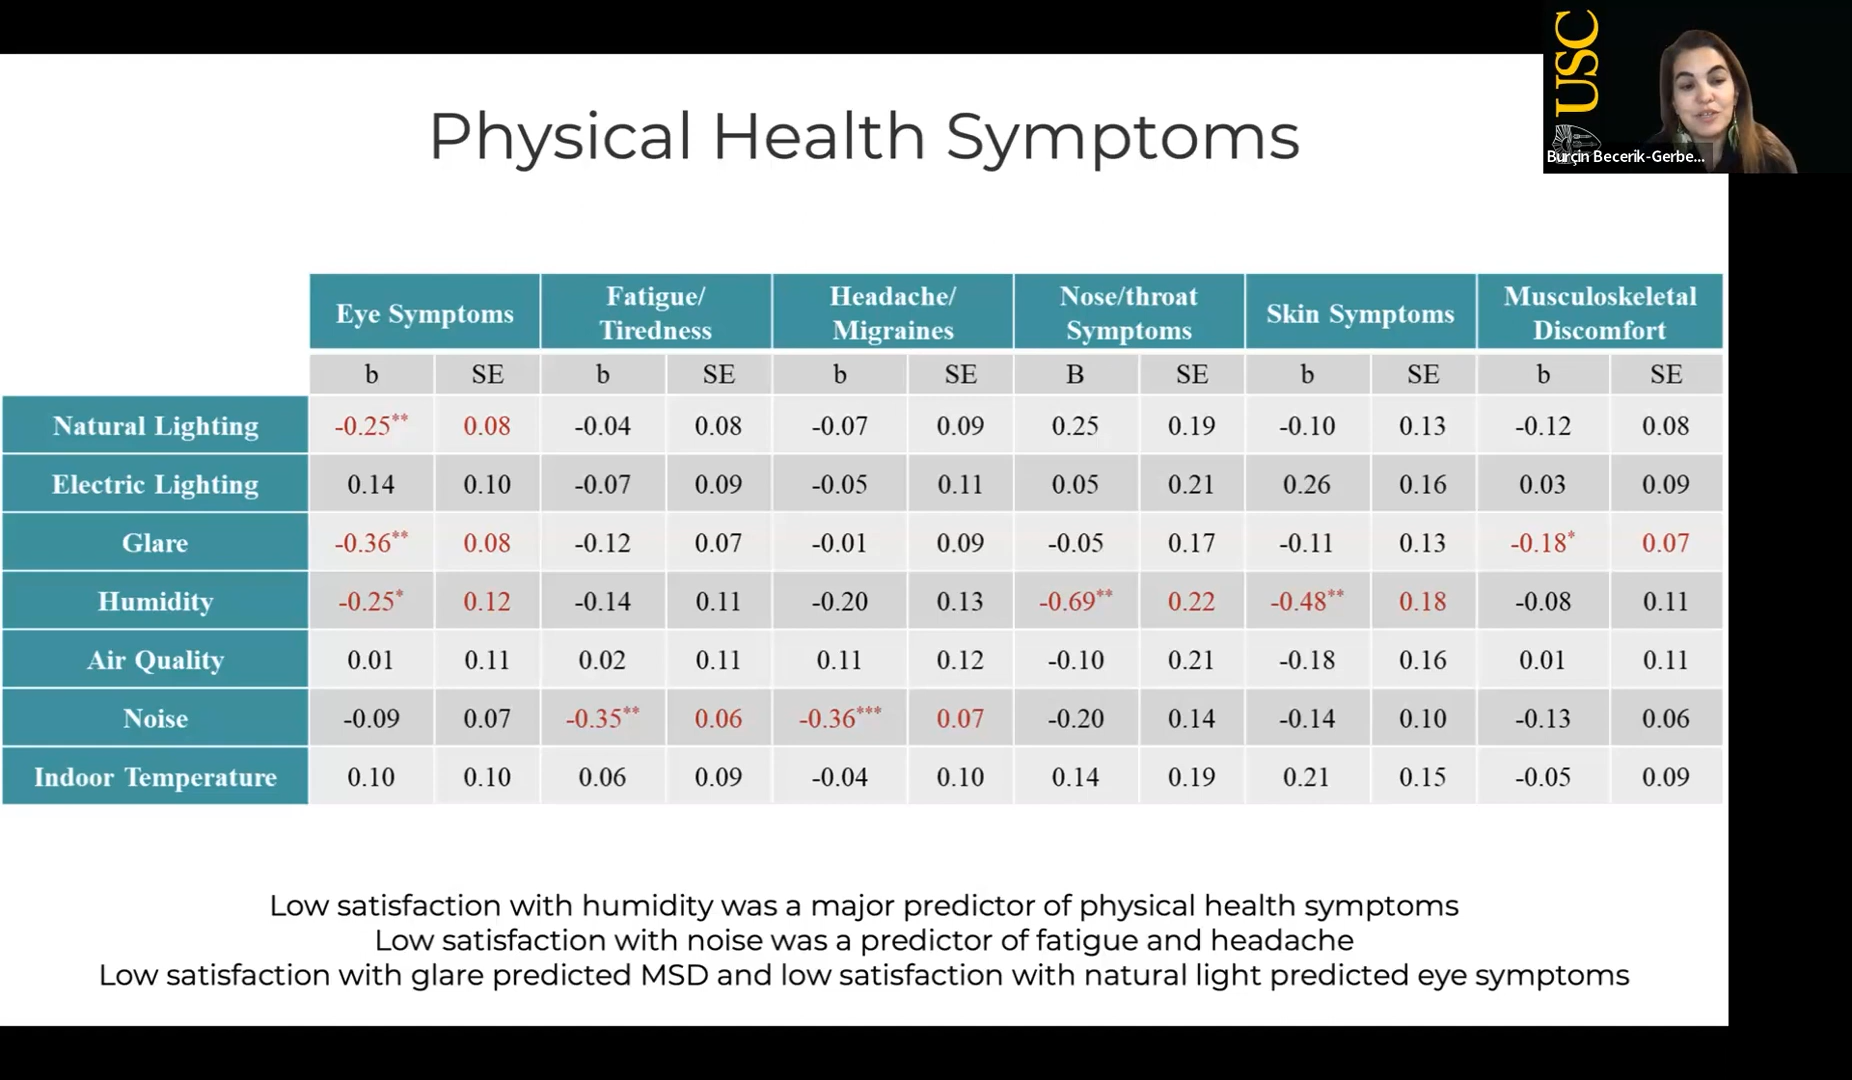 USC
Burçin Becerik-Gerbe...
Physical Health Symptoms
Eye Symptoms Fatigue/ Tiredness Headache/ Migraines Nose/throat Symptoms Skin Symptoms Musculoskeletal Discomfort
b SE b SE b SE B SE b SE b SE
Natural Lighting -0.25** 0.08 -0.04 0.08 -0.07 0.09 0.25 0.19 -0.10 0.13 -0.12 0.08
Electric Lighting 0.14 0.10 -0.07 0.09 -0.05 0.11 0.05 0.21 0.26 0.16 0.03 0.09
Glare -0.36** 0.08 -0.12 0.07 -0.01 0.09 -0.05 0.17 -0.11 0.13 -0.18* 0.07
Humidity -0.25* 0.12 -0.14 0.11 -0.20 0.13 -0.69** 0.22 -0.48** 0.18 -0.08 0.11
Air Quality 0.01 0.11 0.02 0.11 0.11 0.12 -0.10 0.21 -0.18 0.16 0.01 0.11
Noise -0.09 0.07 -0.35** 0.06 -0.36*** 0.07 -0.20 0.14 -0.14 0.10 -0.13 0.06
Indoor Temperature 0.10 0.10 0.06 0.09 -0.04 0.10 0.14 0.19 0.21 0.15 -0.05 0.09
Low satisfaction with humidity was a major predictor of physical health symptoms
Low satisfaction with noise was a predictor of fatigue and headache
Low satisfaction with glare predicted MSD and low satisfaction with natural light predicted eye symptoms